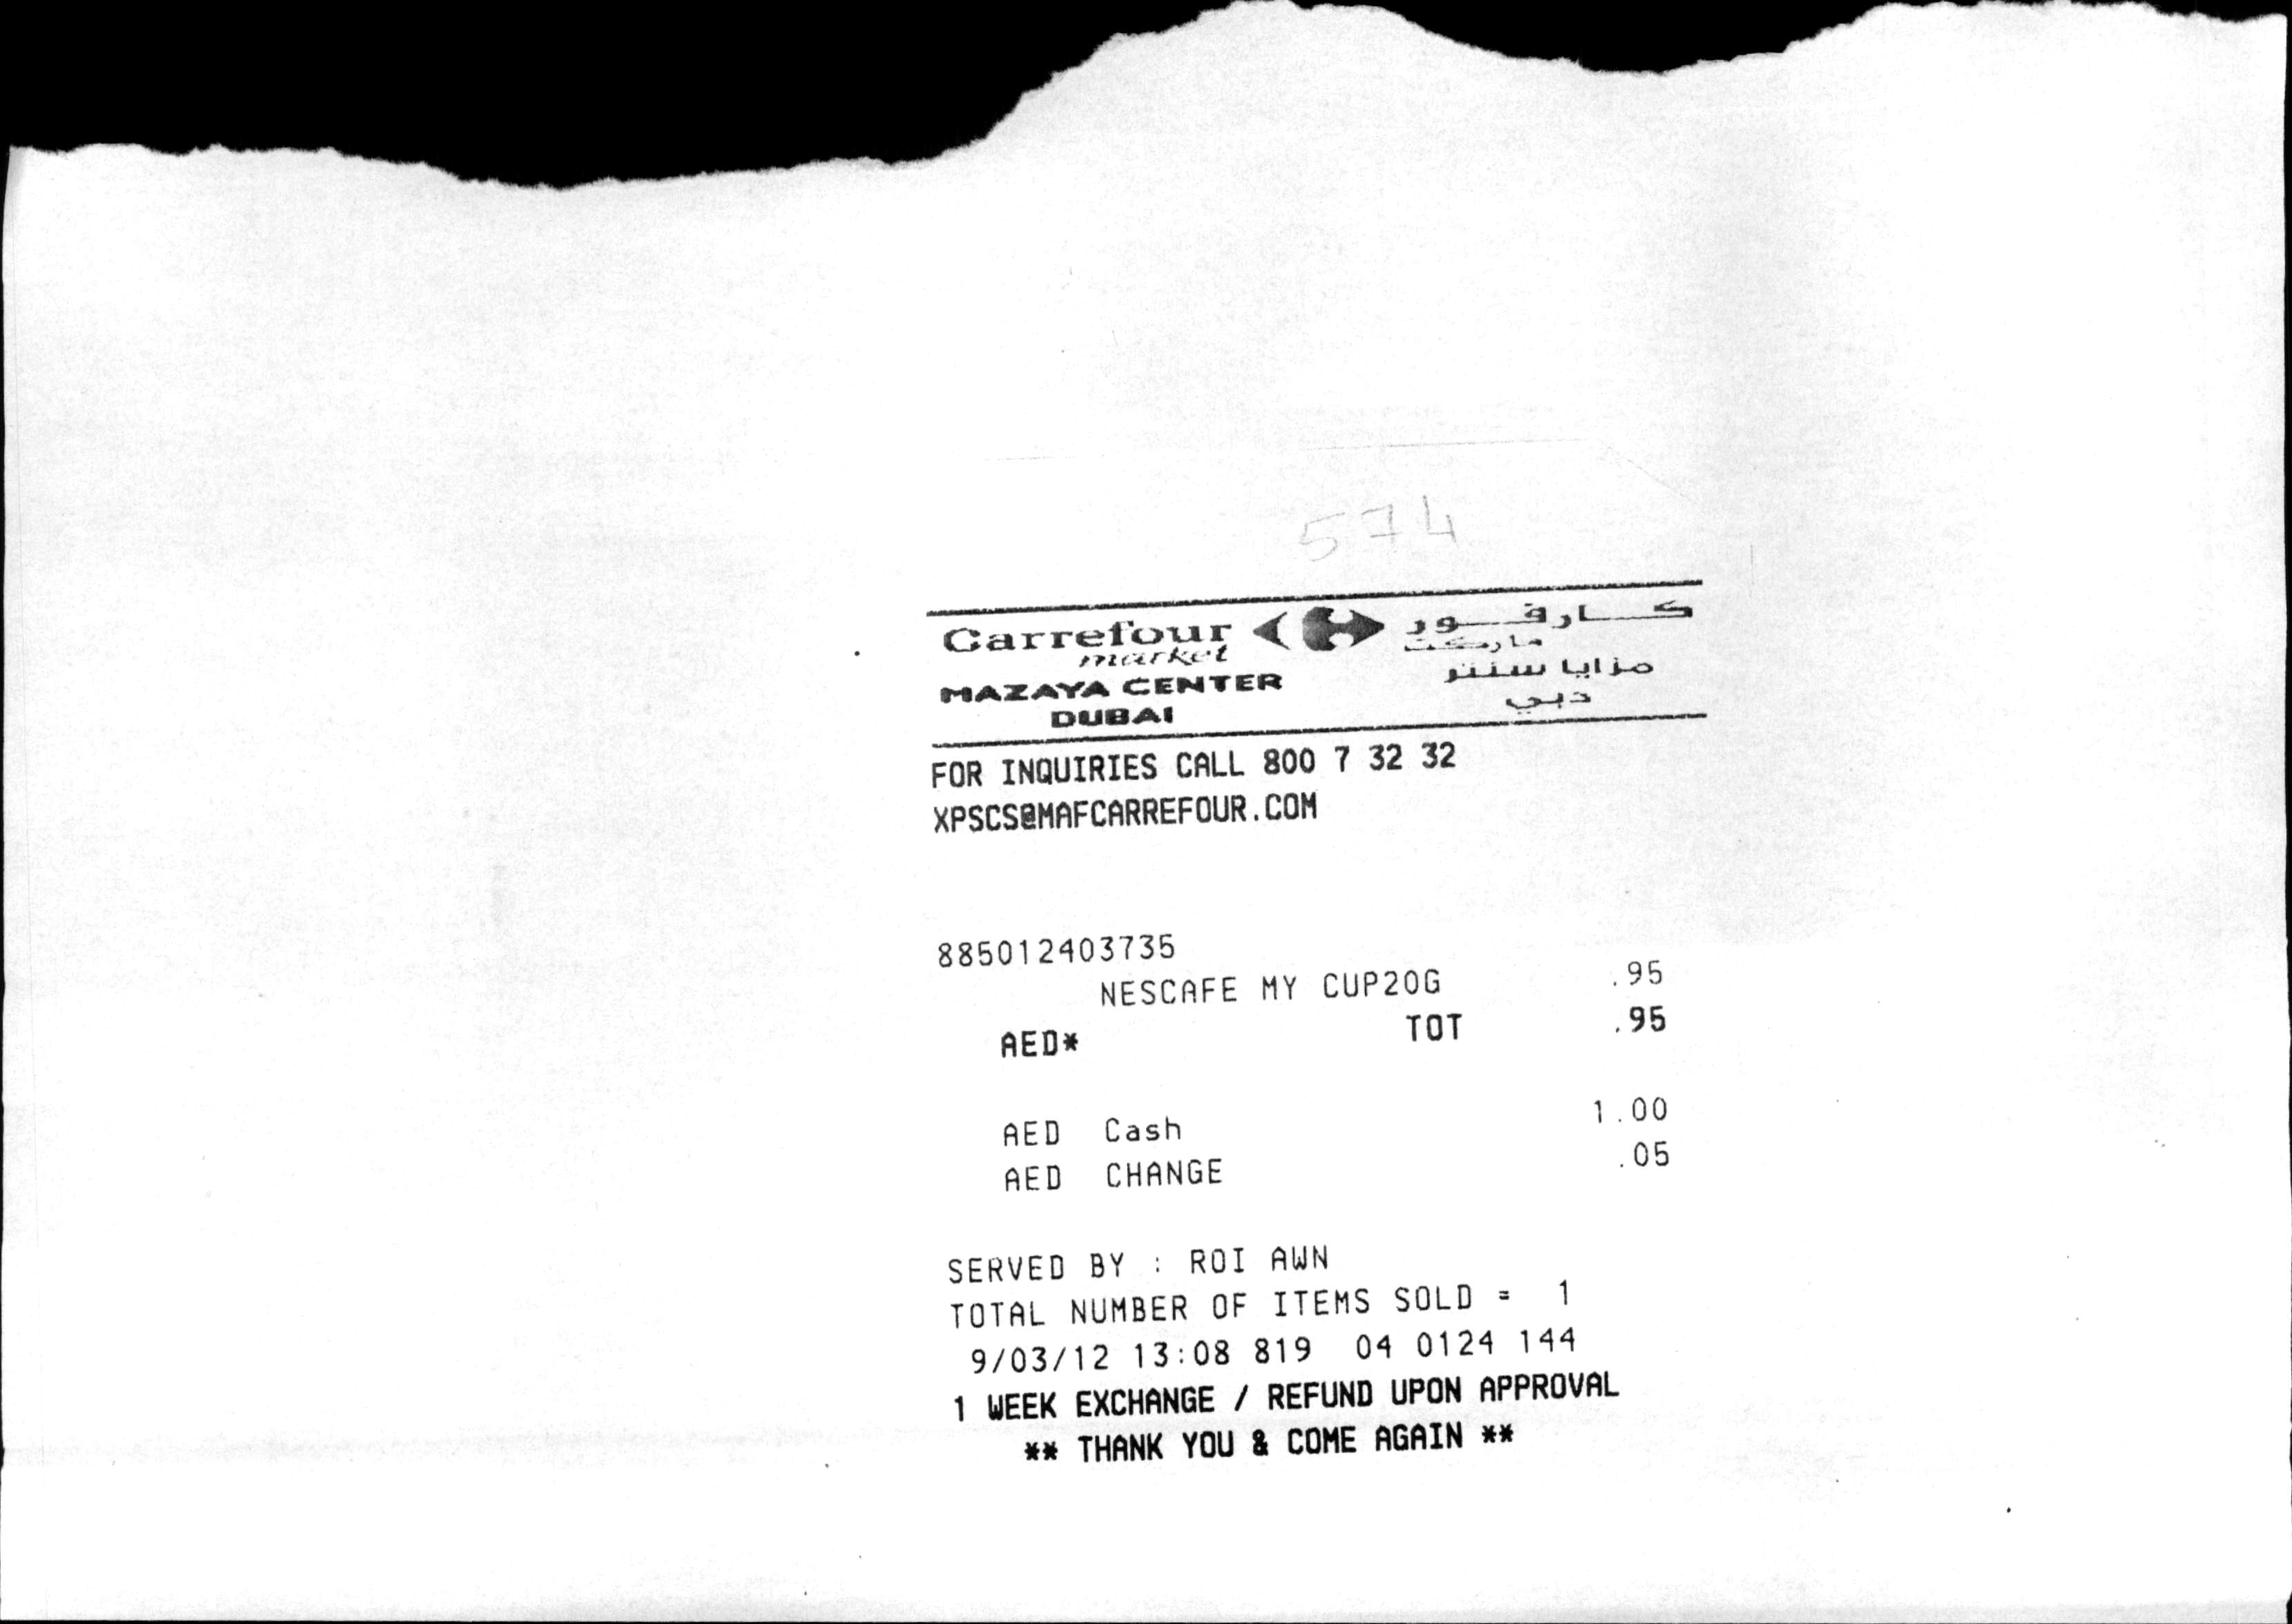 574
Carrefour كارفور
market ماركت
MAZAYA CENTER مزايا سنتر
DUBAI دبي
FOR INQUIRIES CALL 800 7 32 32
XPSCS@MAFCARREFOUR.COM
885012403735
NESCAFE MY CUP20G .95
AED* TOT .95
AED Cash 1.00
AED CHANGE .05
SERVED BY : ROI AWN
TOTAL NUMBER OF ITEMS SOLD = 1
9/03/12 13:08 819 04 0124 144
1 WEEK EXCHANGE / REFUND UPON APPROVAL
** THANK YOU & COME AGAIN **